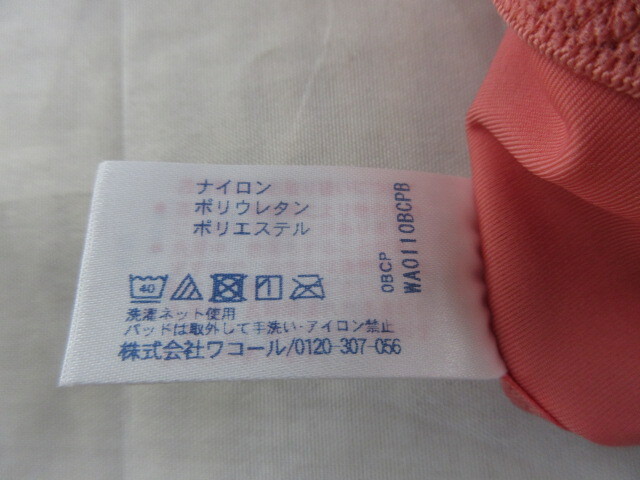 ナイロン
ポリウレタン
ポリエステル
40
洗濯ネット使用
パッドは取外して手洗い・アイロン禁止
株式会社ワコール/0120-307-056
0BCP
WA0110BCPB